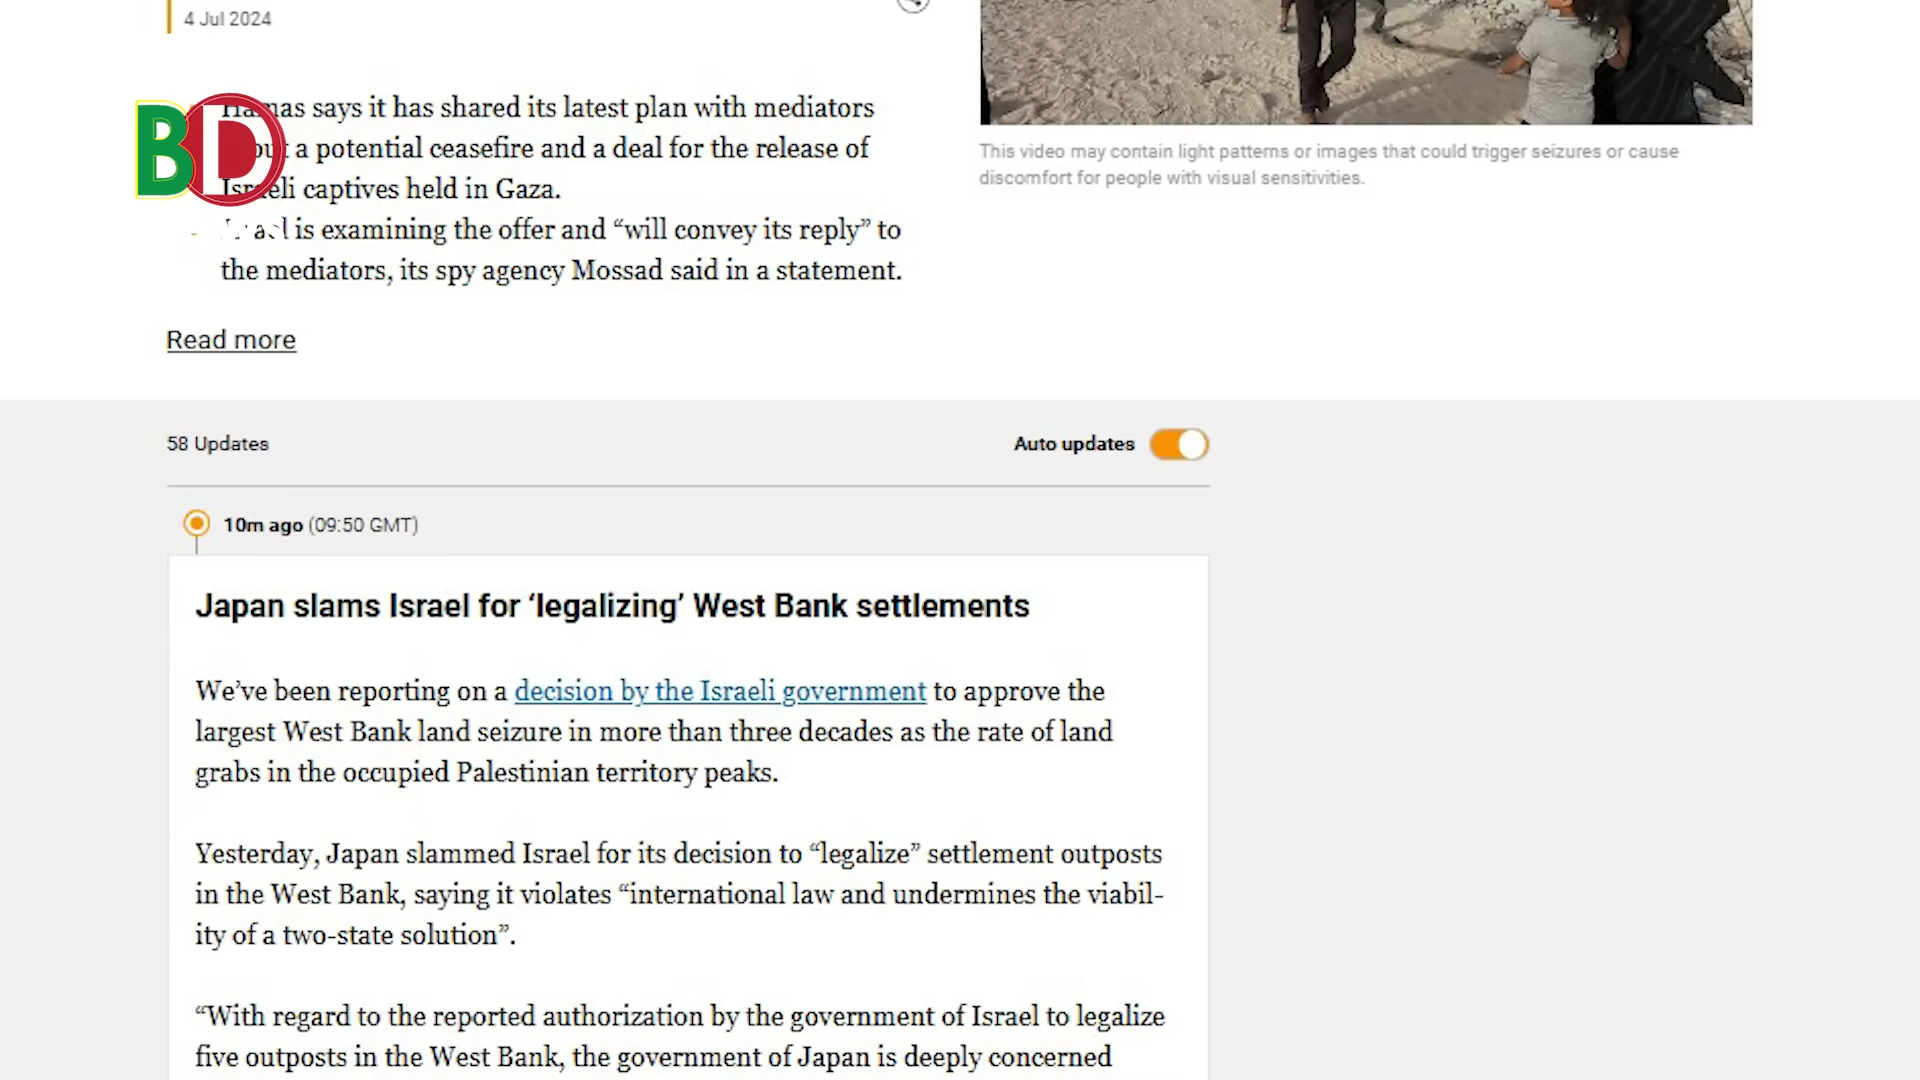 4 Jul 2024
Hamas says it has shared its latest plan with mediators
a potential ceasefire and a deal for the release of
Israeli captives held in Gaza.
is examining the offer and “will convey its reply” to
the mediators, its spy agency Mossad said in a statement.
Read more
BD
This video may contain light patterns or images that could trigger seizures or cause
discomfort for people with visual sensitivities.
58 Updates
Auto updates
10m ago (09:50 GMT)
Japan slams Israel for ‘legalizing’ West Bank settlements
We’ve been reporting on a decision by the Israeli government to approve the
largest West Bank land seizure in more than three decades as the rate of land
grabs in the occupied Palestinian territory peaks.
Yesterday, Japan slammed Israel for its decision to “legalize” settlement outposts
in the West Bank, saying it violates “international law and undermines the viabil-
ity of a two-state solution”.
“With regard to the reported authorization by the government of Israel to legalize
five outposts in the West Bank, the government of Japan is deeply concerned